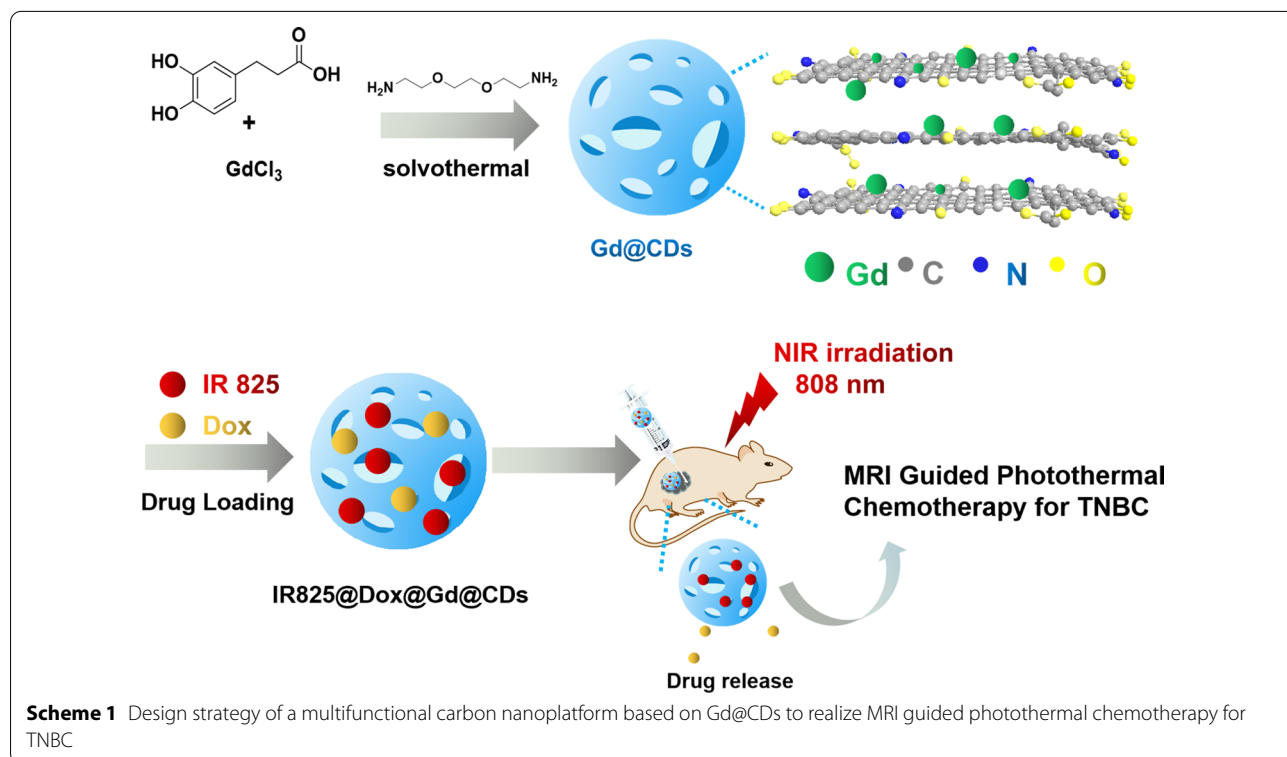 HO
HO
O
OH
+
GdCl3
H2N
O
O
NH2
solvothermal
Gd@CDs
Gd C N O
IR 825
Dox
Drug Loading
IR825@Dox@Gd@CDs
NIR irradiation
808 nm
MRI Guided Photothermal
Chemotherapy for TNBC
Drug release
Scheme 1 Design strategy of a multifunctional carbon nanoplatform based on Gd@CDs to realize MRI guided photothermal chemotherapy for
TNBC